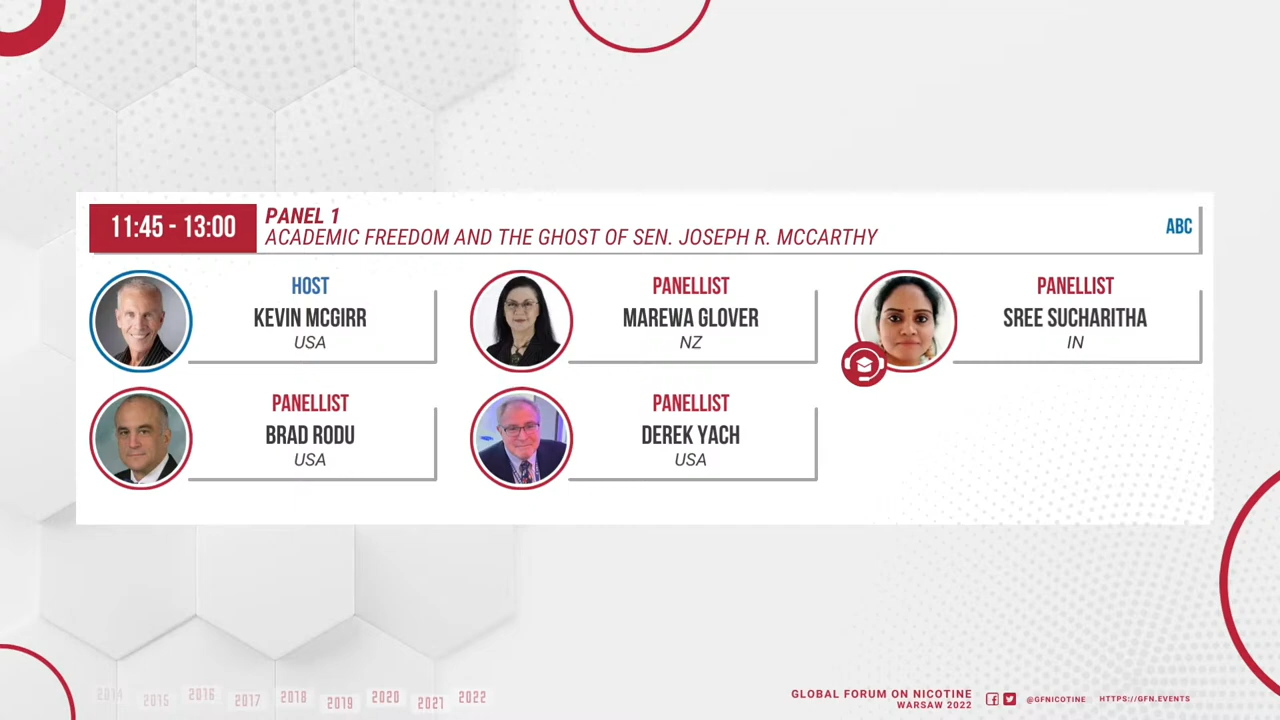 11:45 - 13:00
PANEL 1
ACADEMIC FREEDOM AND THE GHOST OF SEN. JOSEPH R. MCCARTHY
ABC
HOST
KEVIN MCGIRR
USA
PANELLIST
MAREWA GLOVER
NZ
PANELLIST
SREE SUCHARITHA
IN
PANELLIST
BRAD RODU
USA
PANELLIST
DEREK YACH
USA
2014 2015 2016 2017 2018 2019 2020 2021 2022
GLOBAL FORUM ON NICOTINE
WARSAW 2022
@GFNICOTINE
HTTPS://GFN.EVENTS